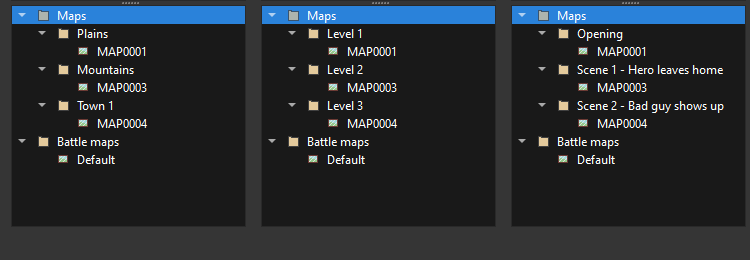 Maps
Plains
MAP0001
Mountains
MAP0003
Town 1
MAP0004
Battle maps
Default
Maps
Level 1
MAP0001
Level 2
MAP0003
Level 3
MAP0004
Battle maps
Default
Maps
Opening
MAP0001
Scene 1 - Hero leaves home
MAP0003
Scene 2 - Bad guy shows up
MAP0004
Battle maps
Default